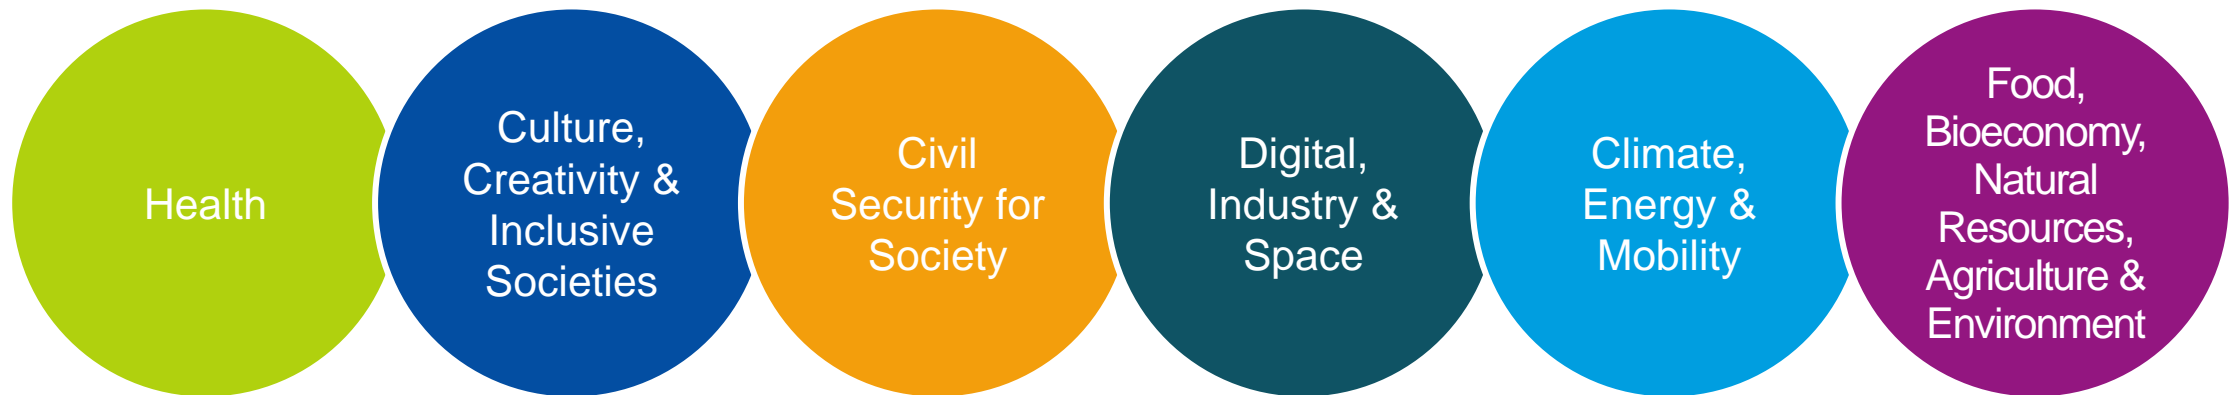 Health
Culture,
Creativity &
Inclusive
Societies
Civil
Security for
Society
Digital,
Industry &
Space
Climate,
Energy &
Mobility
Food,
Bioeconomy,
Natural
Resources,
Agriculture &
Environment